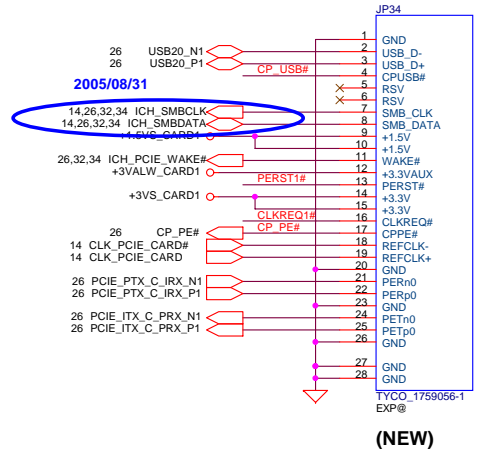 JP34
1 GND
26 USB20_N1 2 USB_D-
26 USB20_P1 3 USB_D+
CP_USB# 4 CPUSB#
2005/08/31 5 RSV
6 RSV
14,26,32,34 ICH_SMBCLK 7 SMB_CLK
14,26,32,34 ICH_SMBDATA 8 SMB_DATA
+1.5VS_CARD1 9 +1.5V
10 +1.5V
26,32,34 ICH_PCIE_WAKE# 11 WAKE#
+3VALW_CARD1 12 +3.3VAUX
PERST1# 13 PERST#
+3VS_CARD1 14 +3.3V
15 +3.3V
CLKREQ1# 16 CLKREQ#
26 CP_PE# CP_PE# 17 CPPE#
14 CLK_PCIE_CARD# 18 REFCLK-
14 CLK_PCIE_CARD 19 REFCLK+
20 GND
26 PCIE_PTX_C_IRX_N1 21 PERn0
26 PCIE_PTX_C_IRX_P1 22 PERp0
23 GND
26 PCIE_ITX_C_PRX_N1 24 PETn0
26 PCIE_ITX_C_PRX_P1 25 PETp0
26 GND
27 GND
28 GND
TYCO_1759056-1
EXP@
(NEW)